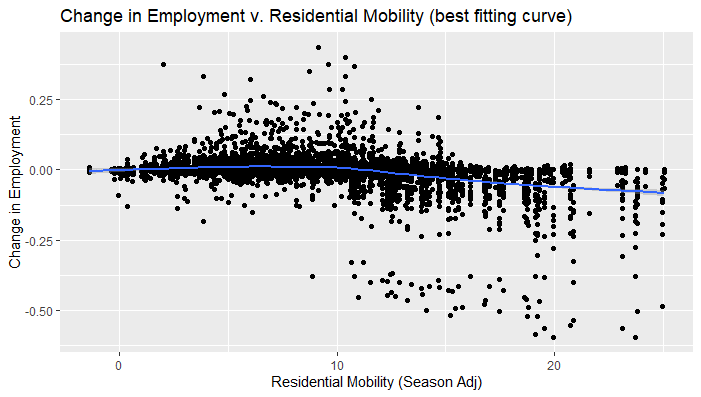 Change in Employment v. Residential Mobility (best fitting curve)
Change in Employment
0.25
0.00
-0.25
-0.50
0
10
20
Residential Mobility (Season Adj)